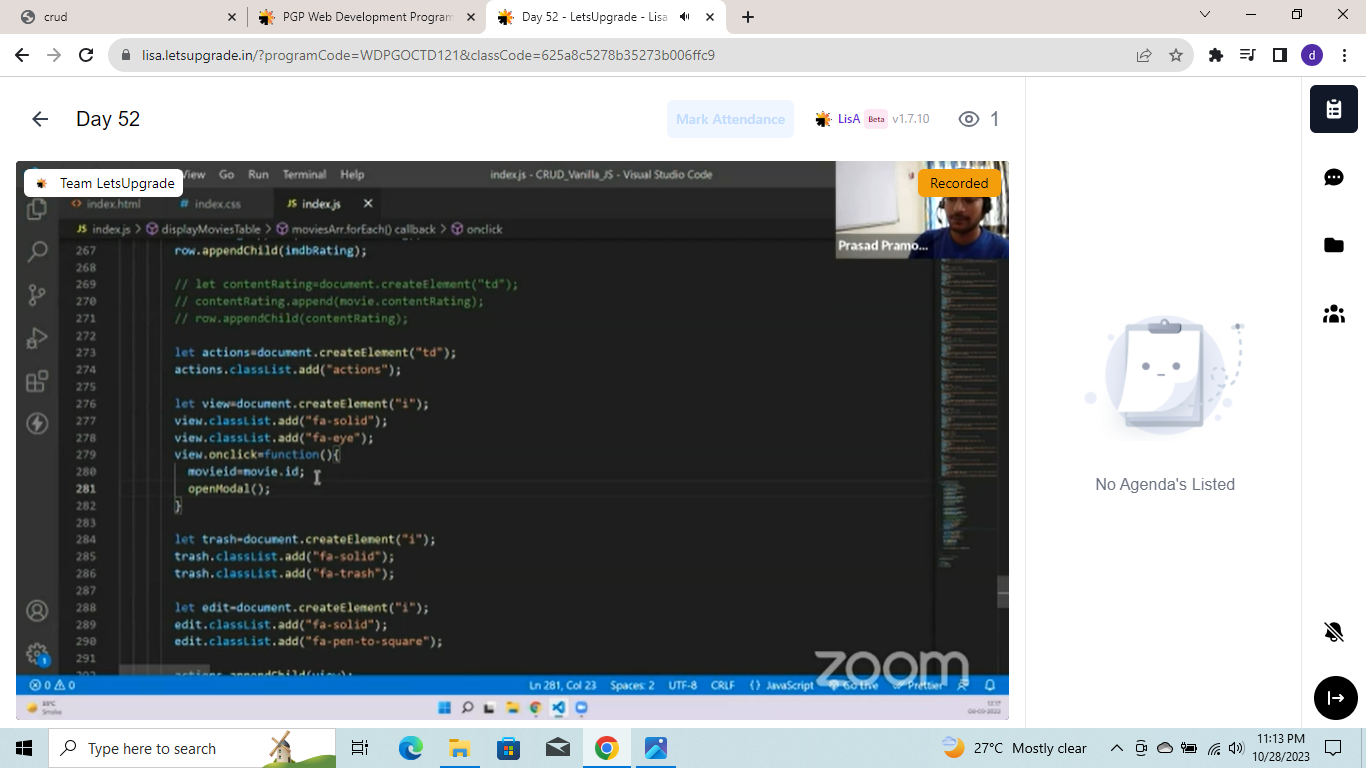 crud
PGP Web Development Program
Day 52 - LetsUpgrade - Lisa
lisa.letsupgrade.in/?programCode=WDPGOCTD121&classCode=625a8c5278b35273b006ffc9
d
Day 52
Mark Attendance
LisA Beta v1.7.10
1
Team LetsUpgrade
View Go Run Terminal Help
index.js - CRUD_Vanilla_JS - Visual Studio Code
Recorded
index.html
# index.css
JS index.js
JS index.js > displayMoviesTable > moviesArr.forEach() callback > onclick
Prasad Pramo...
267 row.appendChild(imdbRating);
268
269 // let contentRating=document.createElement("td");
270 // contentRating.append(movie.contentRating);
271 // row.appendChild(contentRating);
272
273 let actions=document.createElement("td");
274 actions.classList.add("actions");
275
276 let view=document.createElement("i");
277 view.classList.add("fa-solid");
278 view.classList.add("fa-eye");
279 view.onclick=function(){
280 movieid=movie.id;
281 openModal();
282 }
283
284 let trash=document.createElement("i");
285 trash.classList.add("fa-solid");
286 trash.classList.add("fa-trash");
287
288 let edit=document.createElement("i");
289 edit.classList.add("fa-solid");
290 edit.classList.add("fa-pen-to-square");
291
292 actions.appendChild(view);
zoom
0 0
Ln 281, Col 23 Spaces: 2 UTF-8 CRLF {} JavaScript Go Live Prettier
1
No Agenda's Listed
Type here to search
27°C Mostly clear
11:13 PM
10/28/2023